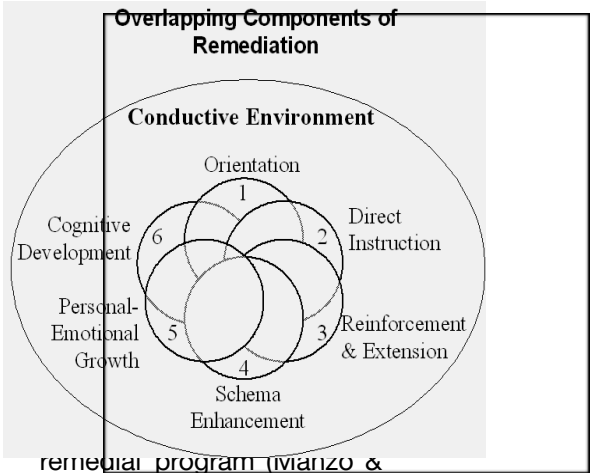 Overlapping Components of
Remediation
Conductive Environment
Orientation
1
Cognitive
Development
6
2
Direct
Instruction
Personal-
Emotional
Growth
5
3
Reinforcement
& Extension
4
Schema
Enhancement
remedial program (Manzo &